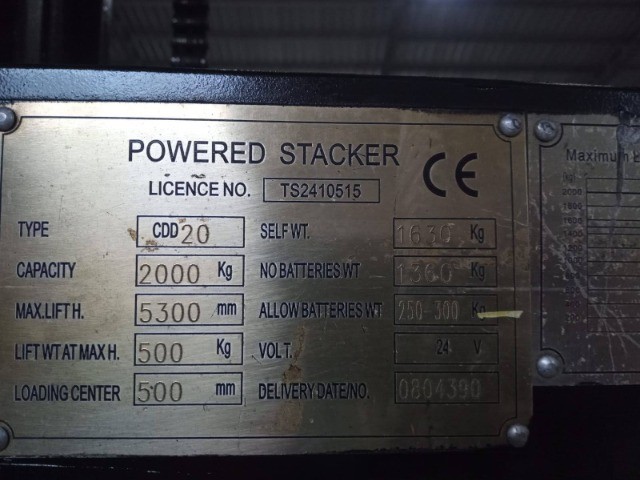 POWERED STACKER
CE
LICENCE NO. TS2410515
TYPE CDD20 SELF WT. 1630 Kg
CAPACITY 2000 Kg NO BATTERIES WT 1360 Kg
MAX.LIFT H. 5300 mm ALLOW BATTERIES WT 250-300 Kg
LIFT WT AT MAX H. 500 Kg VOLT. 24 V
LOADING CENTER 500 mm DELIVERY DATE/NO. 0804390
Maximum